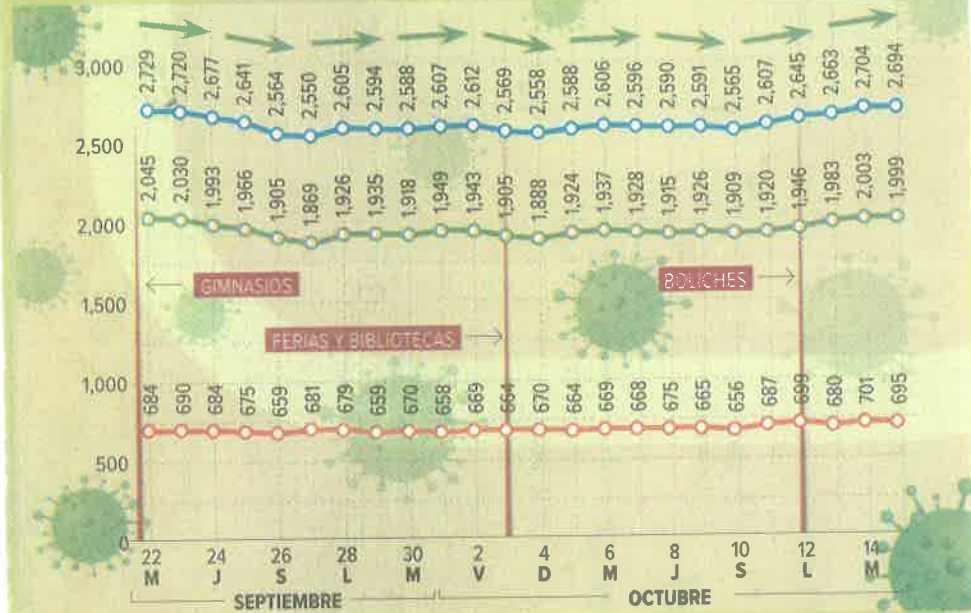 3,000
2,729 2,720 2,677 2,641 2,564 2,550 2,605 2,594 2,588 2,607 2,612 2,569 2,558 2,588 2,606 2,596 2,590 2,591 2,565 2,607 2,645 2,663 2,704 2,694
2,500
2,045 2,030 1,993 1,966 1,905 1,869 1,926 1,935 1,918 1,949 1,943 1,905 1,888 1,924 1,937 1,928 1,915 1,926 1,909 1,920 1,946 1,983 2,003 1,999
2,000
GIMNASIOS
BOLICHES
1,500
FERIAS Y BIBLIOTECAS
1,000
684 690 684 675 659 681 679 659 670 658 669 664 670 664 669 668 675 665 656 687 699 680 701 695
500
0
22 24 26 28 30 2 4 6 8 10 12 14
M J S L M V D M J S L M
SEPTIEMBRE OCTUBRE